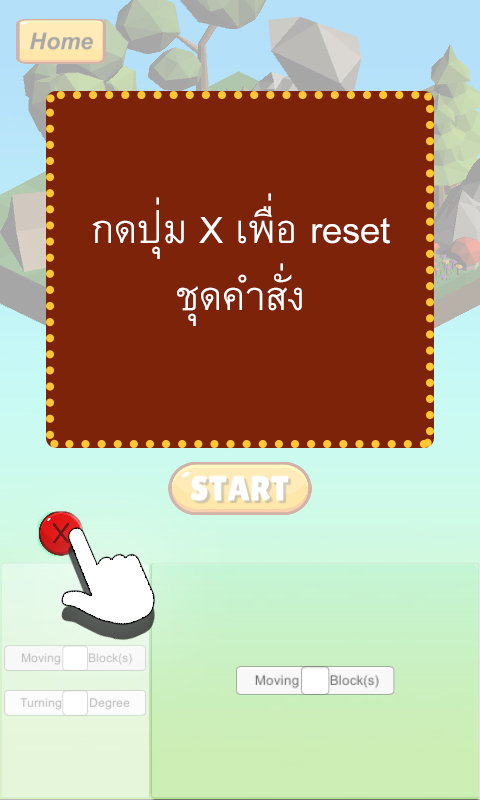 Home
กดปุ่ม X เพื่อ reset
ชุดคำสั่ง
START
X
Moving Block(s)
Turning Degree
Moving Block(s)